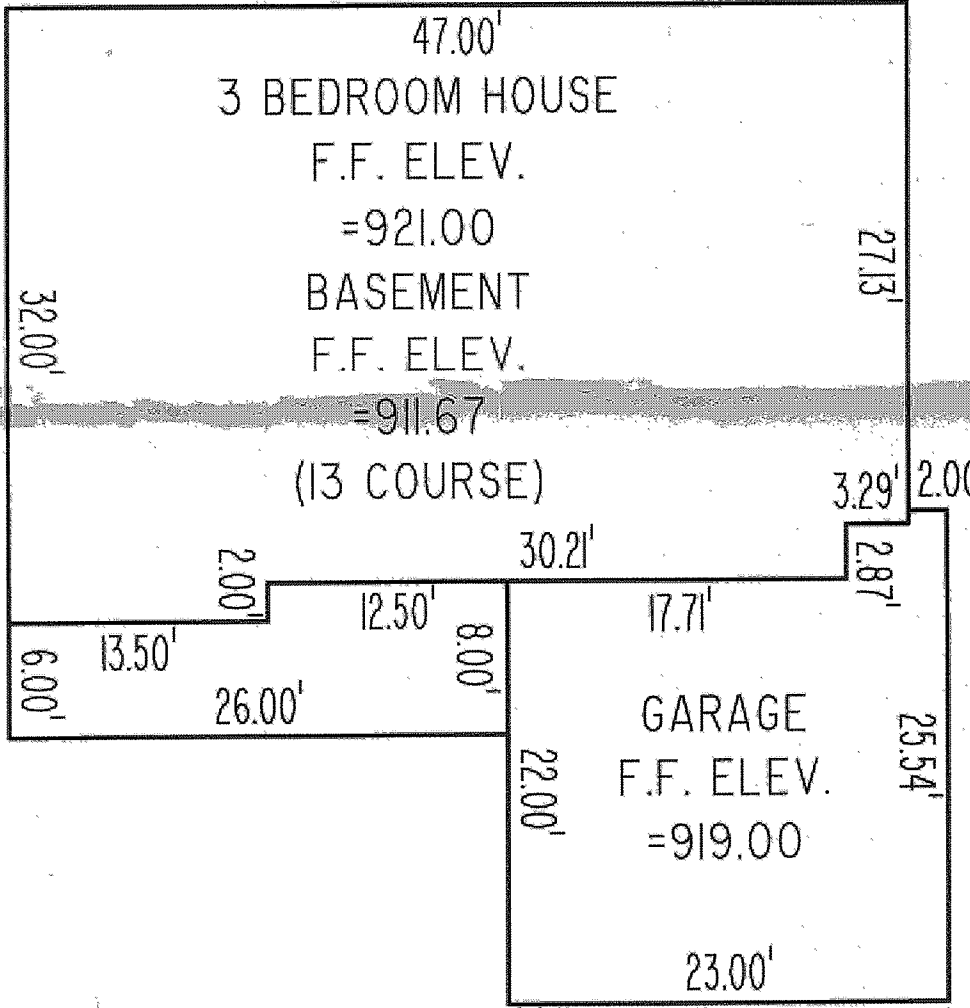 47.00'
3 BEDROOM HOUSE
F.F. ELEV.
=921.00
BASEMENT
F.F. ELEV.
=911.67
(13 COURSE)
27.13'
32.00'
3.29'
2.00
30.21'
2.87'
2.00'
12.50'
17.71'
13.50'
8.00'
6.00'
26.00'
GARAGE
F.F. ELEV.
=919.00
22.00'
25.54'
23.00'